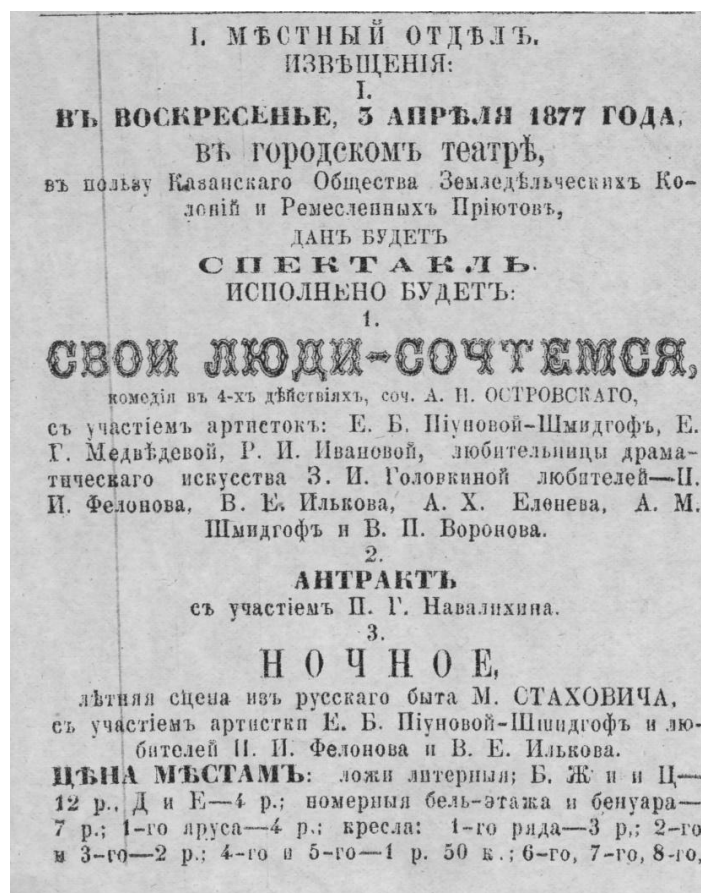 I. МѢСТНЫЙ ОТДѢЛЪ.
ИЗВѢЩЕНІЯ:
I.
ВЪ ВОСКРЕСЕНЬЕ, 3 АПРѢЛЯ 1877 ГОДА,
въ городскомъ театрѣ,
въ пользу Казанскаго Общества Земледѣльческихъ Ко-
лоній и Ремесленныхъ Пріютовъ,
ДАНЪ БУДЕТЪ
СПЕКТАКЛЬ.
ИСПОЛНЕНО БУДЕТЪ:
1.
СВОИ ЛЮДИ-СОЧТЕМСЯ,
комедія въ 4-хъ дѣйствіяхъ, соч. А. Н. ОСТРОВСКАГО,
съ участіемъ артистокъ: Е. Б. Піуновой-Шмидгофъ, Е.
Г. Медвѣдевой, Р. И. Ивановой, любительницы драма-
тическаго искусства З. И. Головкиной любителей—П.
И. Фелонова, В. Е. Илькова, А. Х. Еленева, А. М.
Шмидгофъ и В. П. Воронова.
2.
АНТРАКТЪ
съ участіемъ П. Г. Навалихина.
3.
НОЧНОЕ,
лѣтняя сцена изъ русскаго быта М. СТАХОВИЧА,
съ участіемъ артистки Е. Б. Піуновой-Шмидгофъ и лю-
бителей П. И. Фелонова и В. Е. Илькова.
ЦѢНА МѢСТАМЪ: ложи литерныя; Б. Ж и и Ц—
12 р., Д и Е—4 р.; номерныя бель-этажа и бенуара—
7 р.; 1-го яруса—4 р.; кресла: 1-го ряда—3 р,; 2-го
и 3-го—2 р.; 4-го и 5-го—1 р. 50 к.; 6-го, 7-го, 8-го,